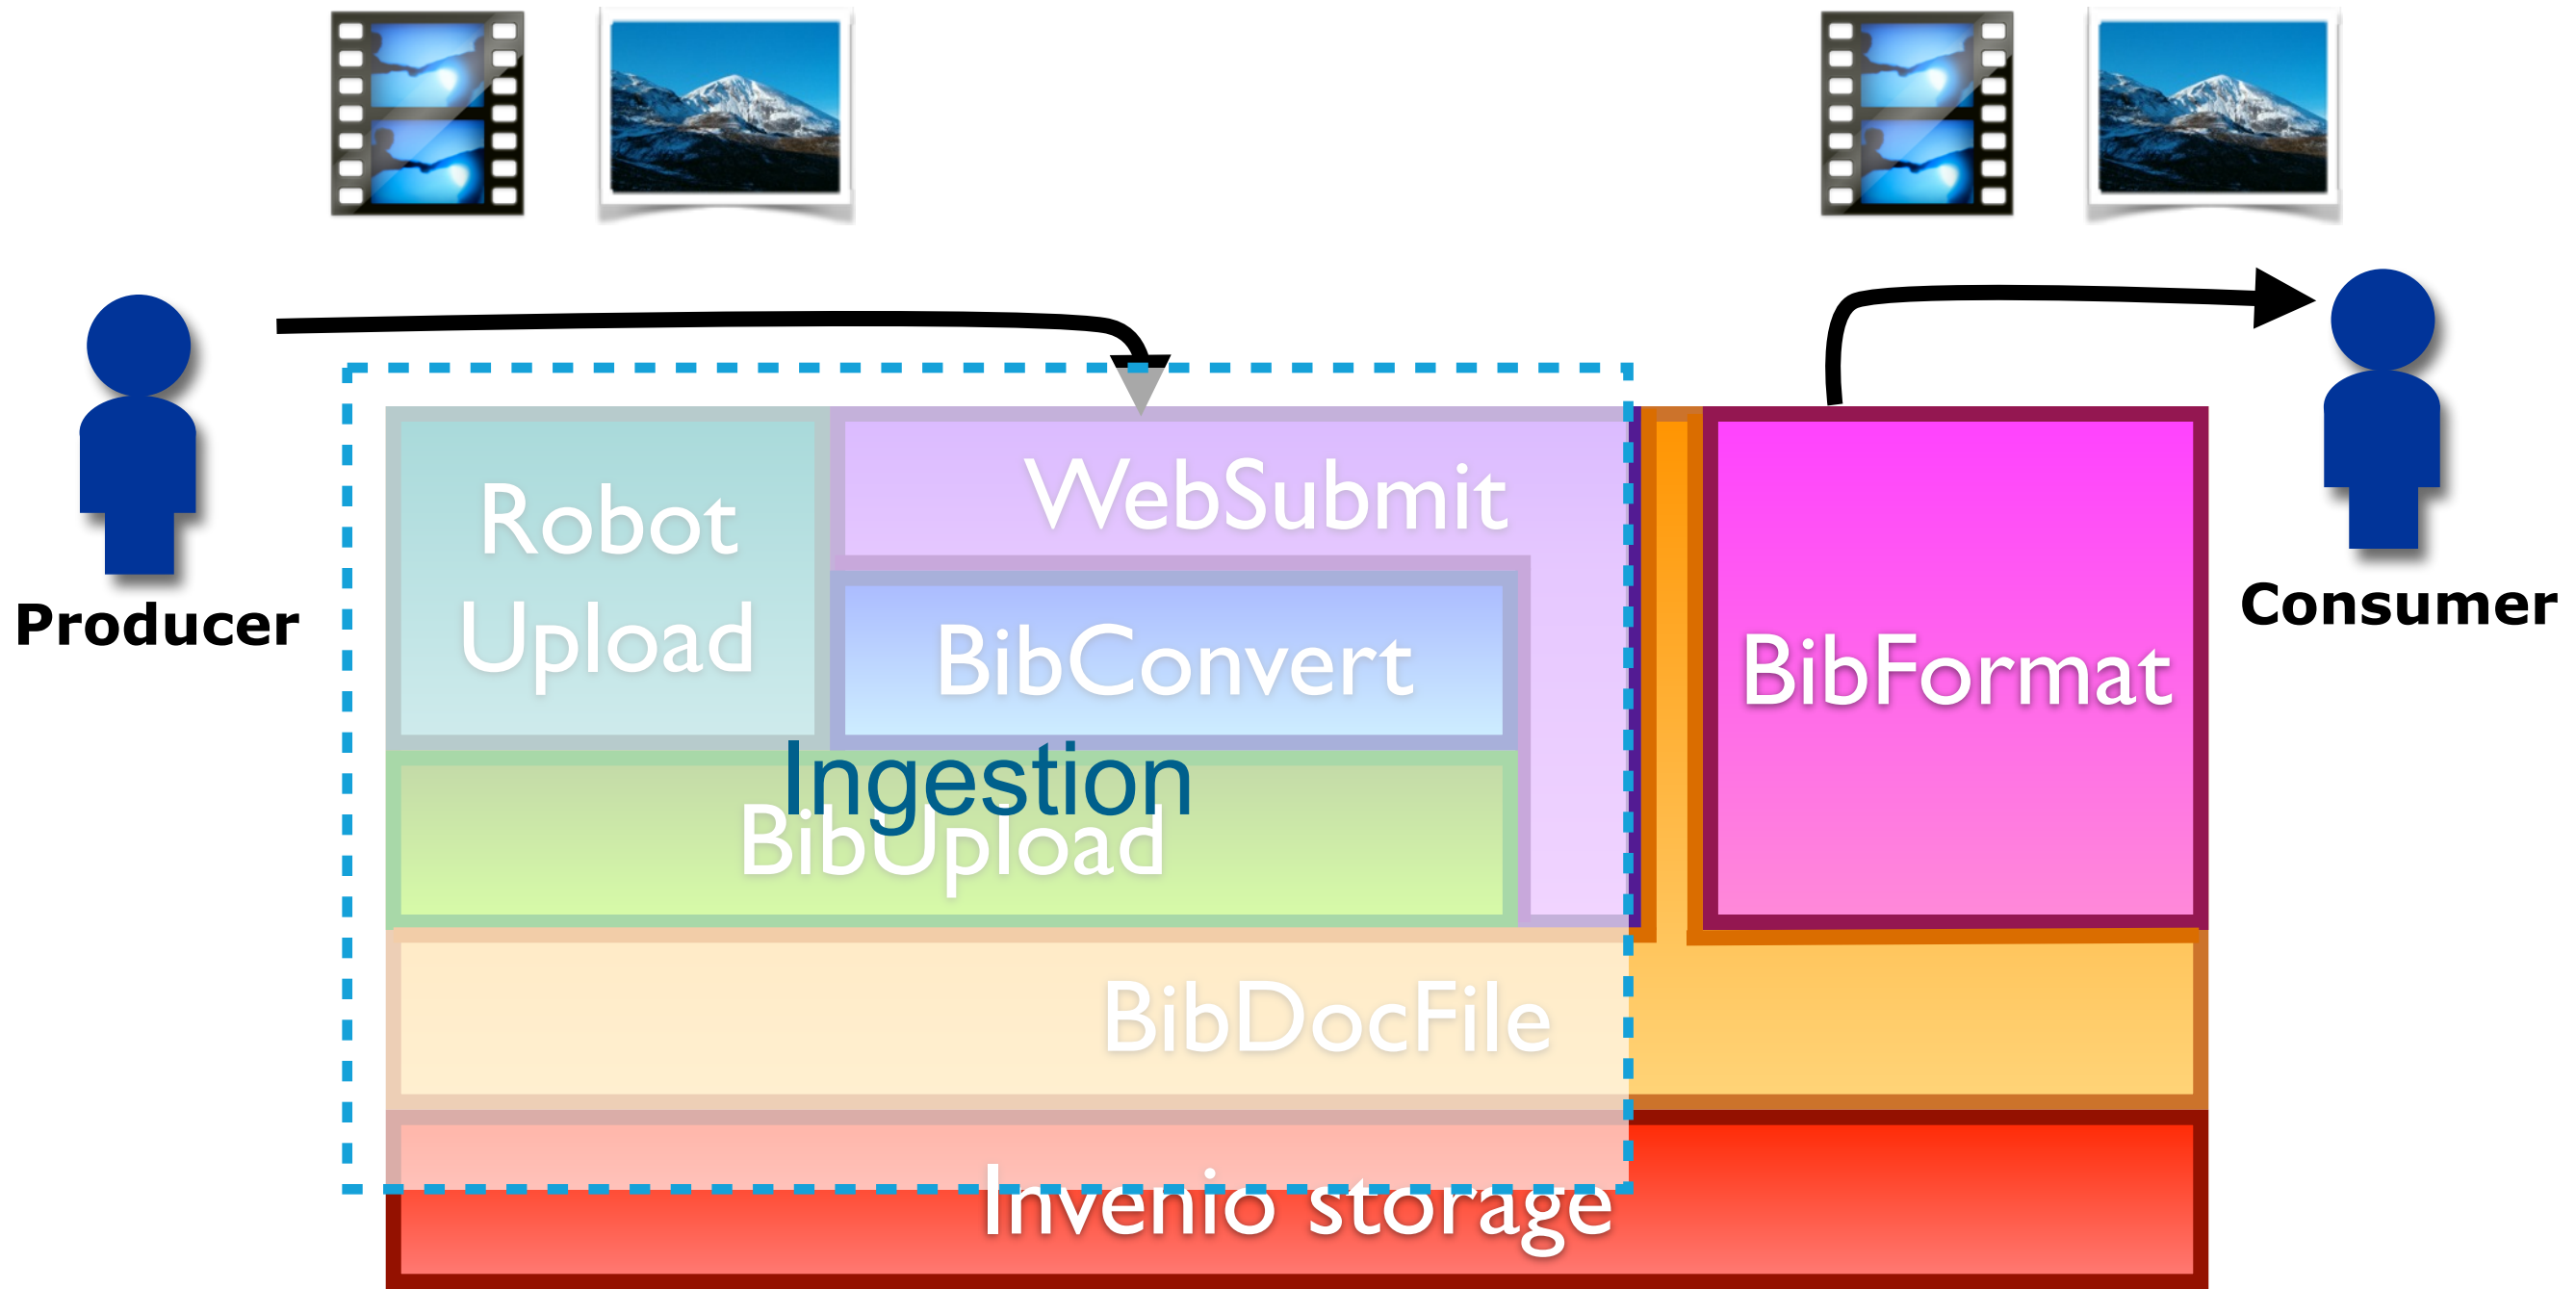 Producer
Consumer
Robot
Upload
WebSubmit
BibConvert
BibFormat
Ingestion
BibUpload
BibDocFile
Invenio storage